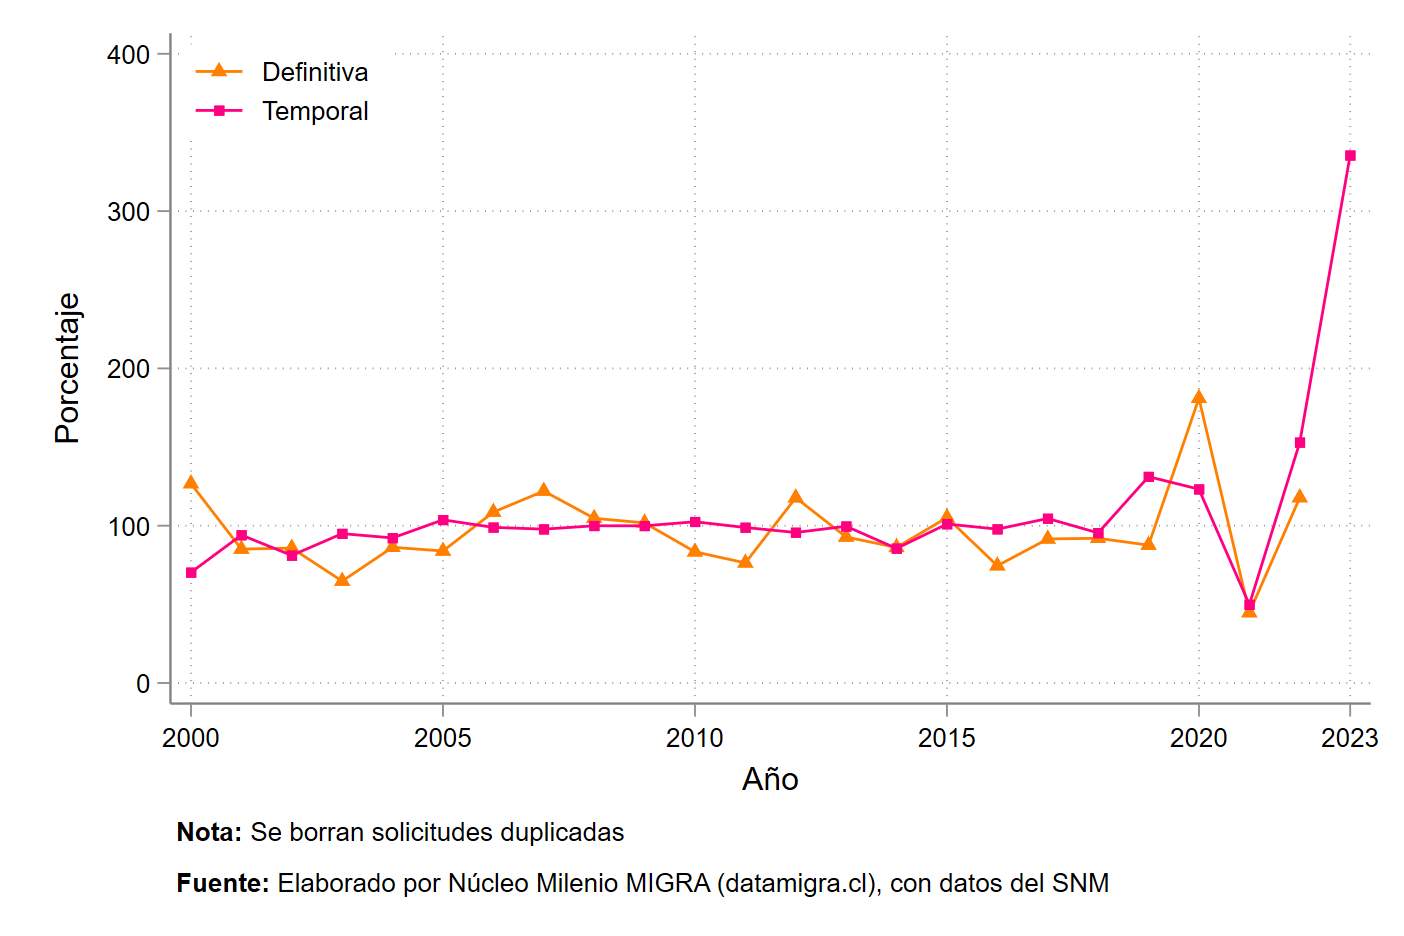 Definitiva
Temporal
Porcentaje
400
300
200
100
0
2000 2005 2010 2015 2020 2023
Año
Nota: Se borran solicitudes duplicadas
Fuente: Elaborado por Núcleo Milenio MIGRA (datamigra.cl), con datos del SNM